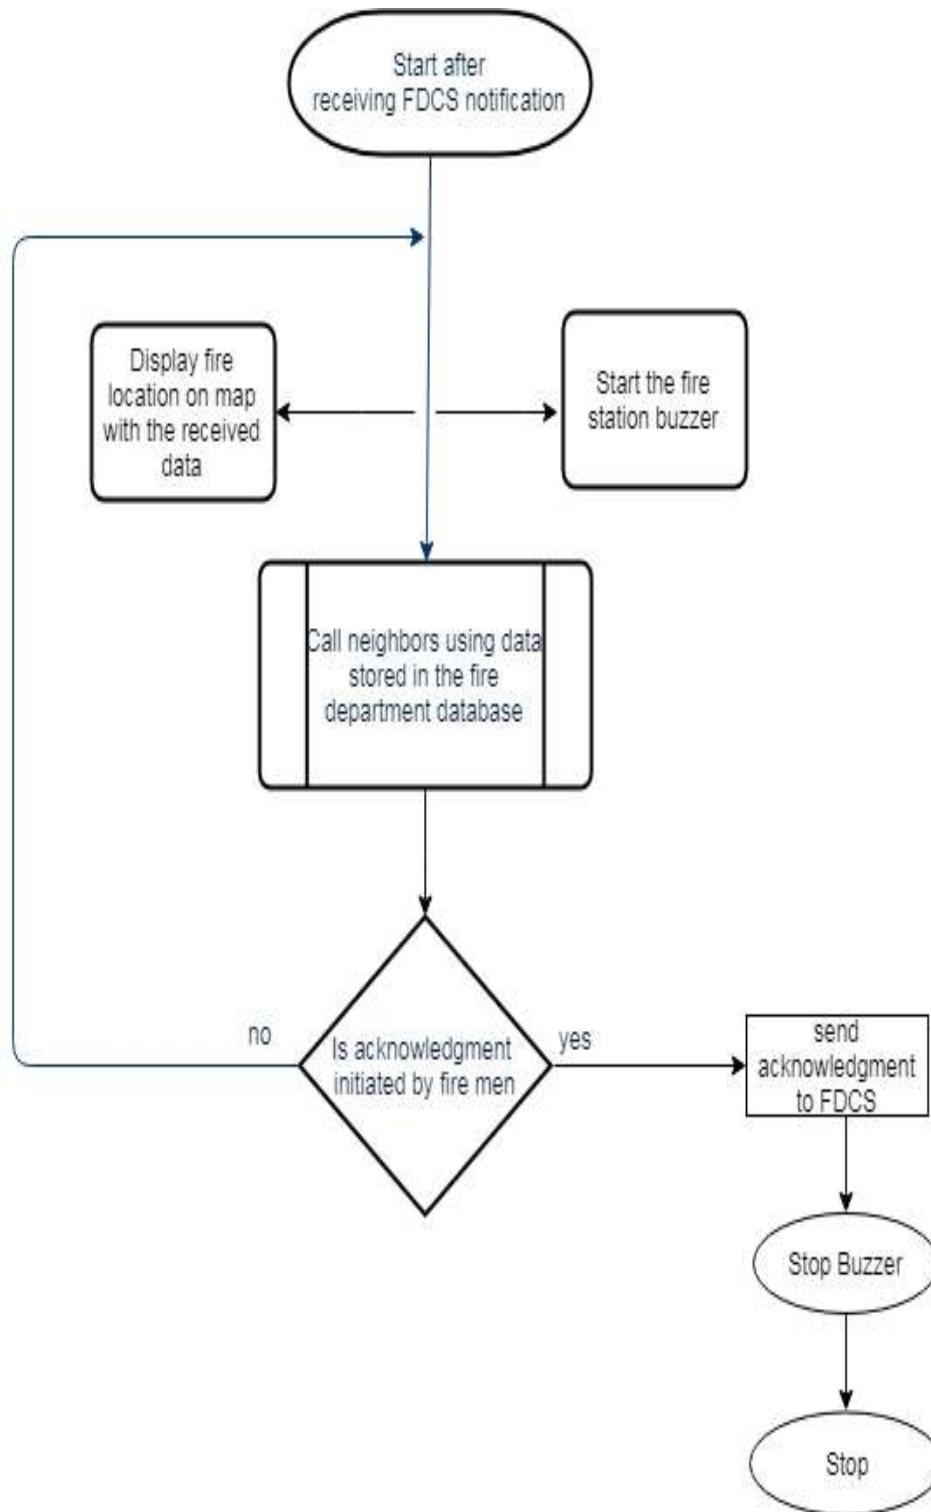 Start after
receiving FDCS notification
Display fire
location on map
with the received
data
Start the fire
station buzzer
Call neighbors using data
stored in the fire
department database
no
Is acknowledgment
initiated by fire men
yes
send
acknowledgment
to FDCS
Stop Buzzer
Stop